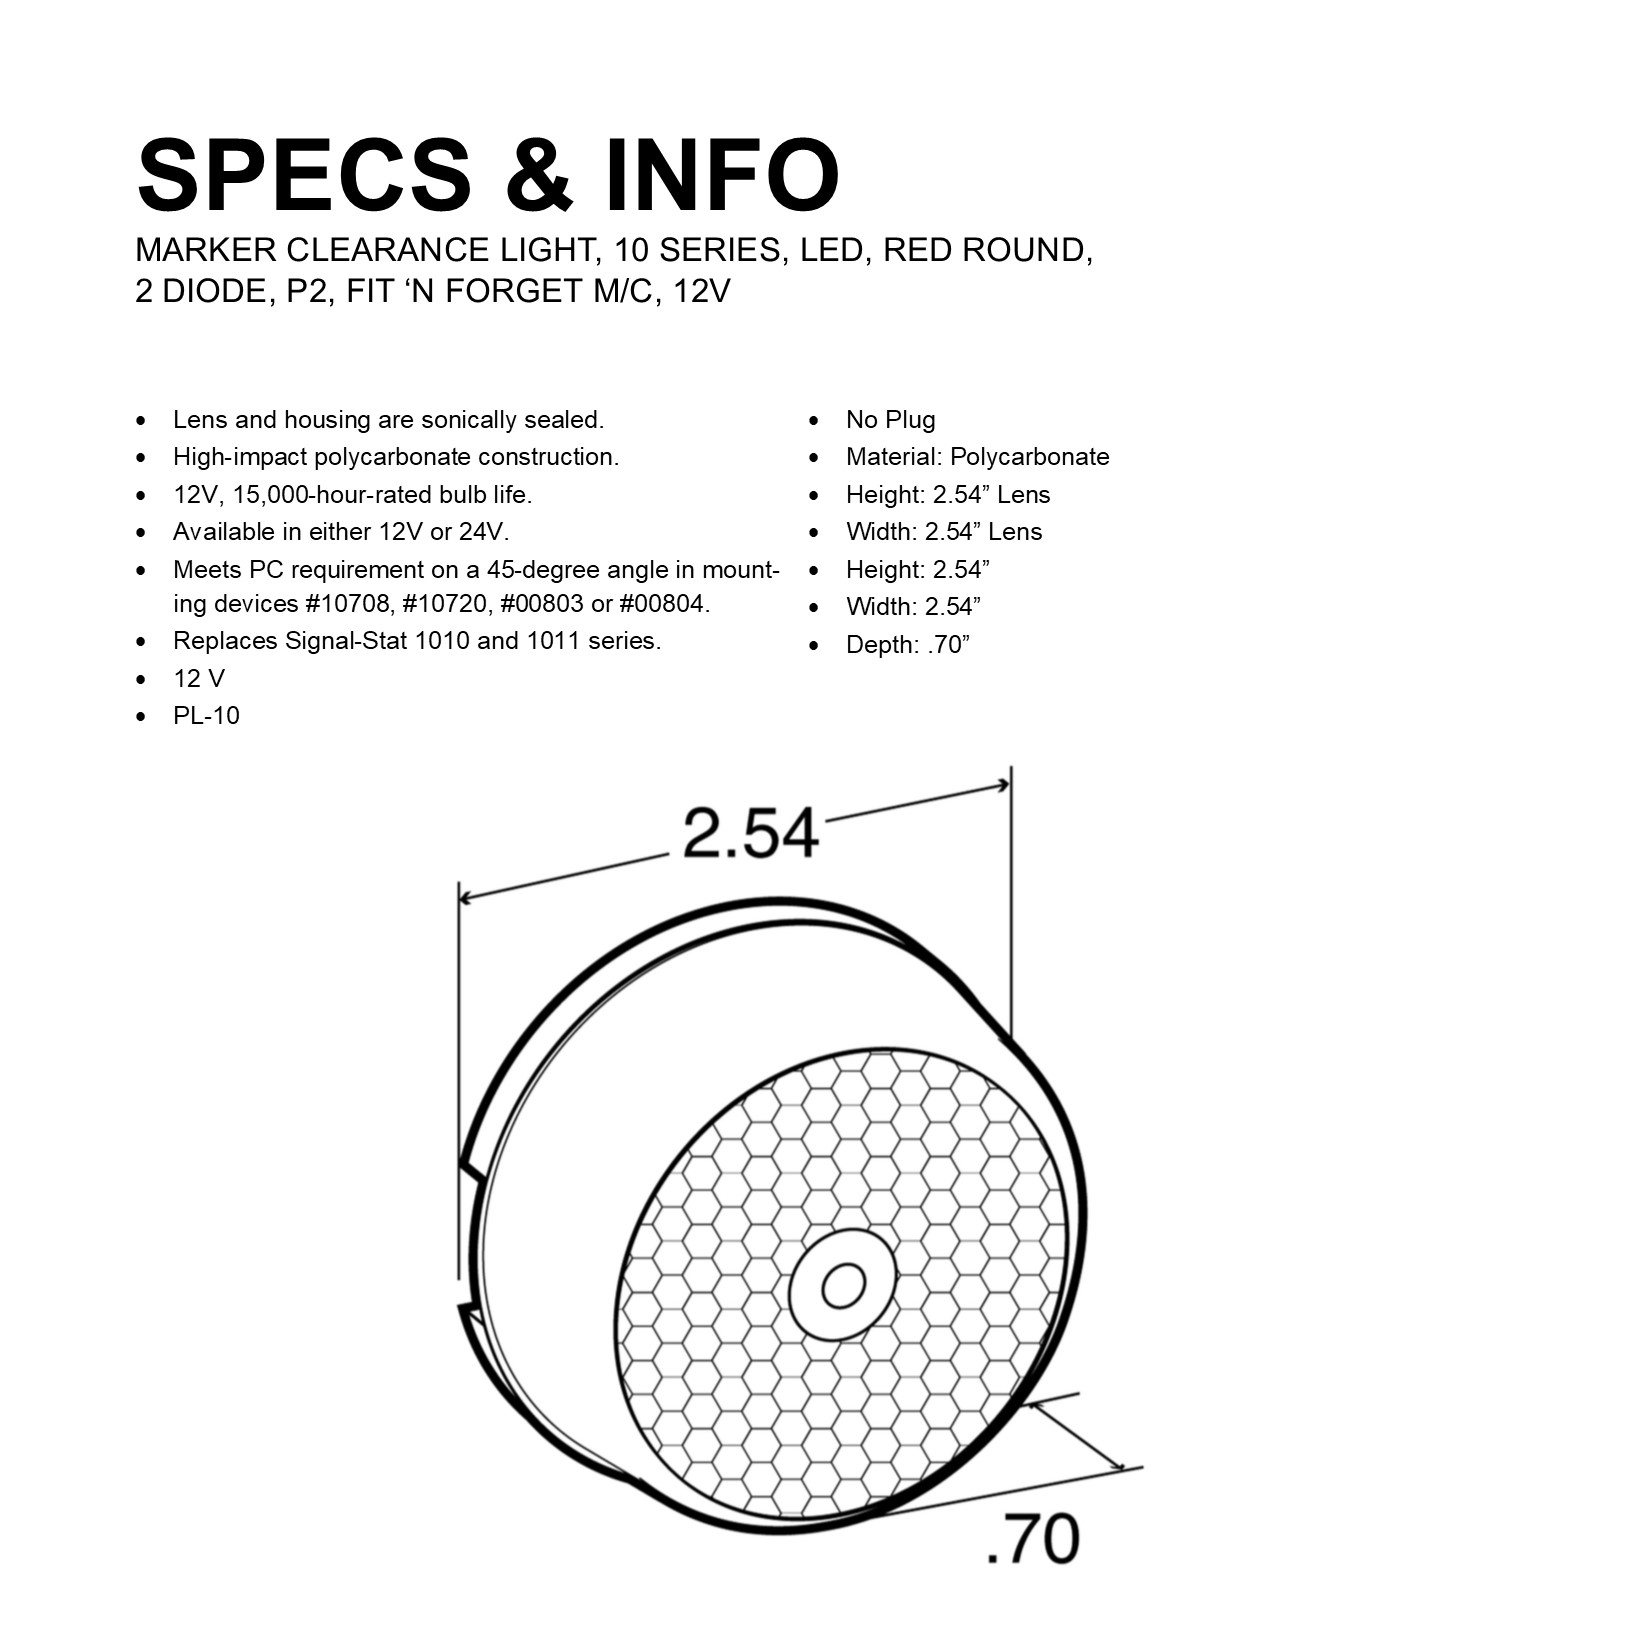 SPECS & INFO
MARKER CLEARANCE LIGHT, 10 SERIES, LED, RED ROUND,
2 DIODE, P2, FIT ‘N FORGET M/C, 12V
• Lens and housing are sonically sealed.
• High-impact polycarbonate construction.
• 12V, 15,000-hour-rated bulb life.
• Available in either 12V or 24V.
• Meets PC requirement on a 45-degree angle in mount-
ing devices #10708, #10720, #00803 or #00804.
• Replaces Signal-Stat 1010 and 1011 series.
• 12 V
• PL-10
• No Plug
• Material: Polycarbonate
• Height: 2.54” Lens
• Width: 2.54” Lens
• Height: 2.54”
• Width: 2.54”
• Depth: .70”
2.54
.70